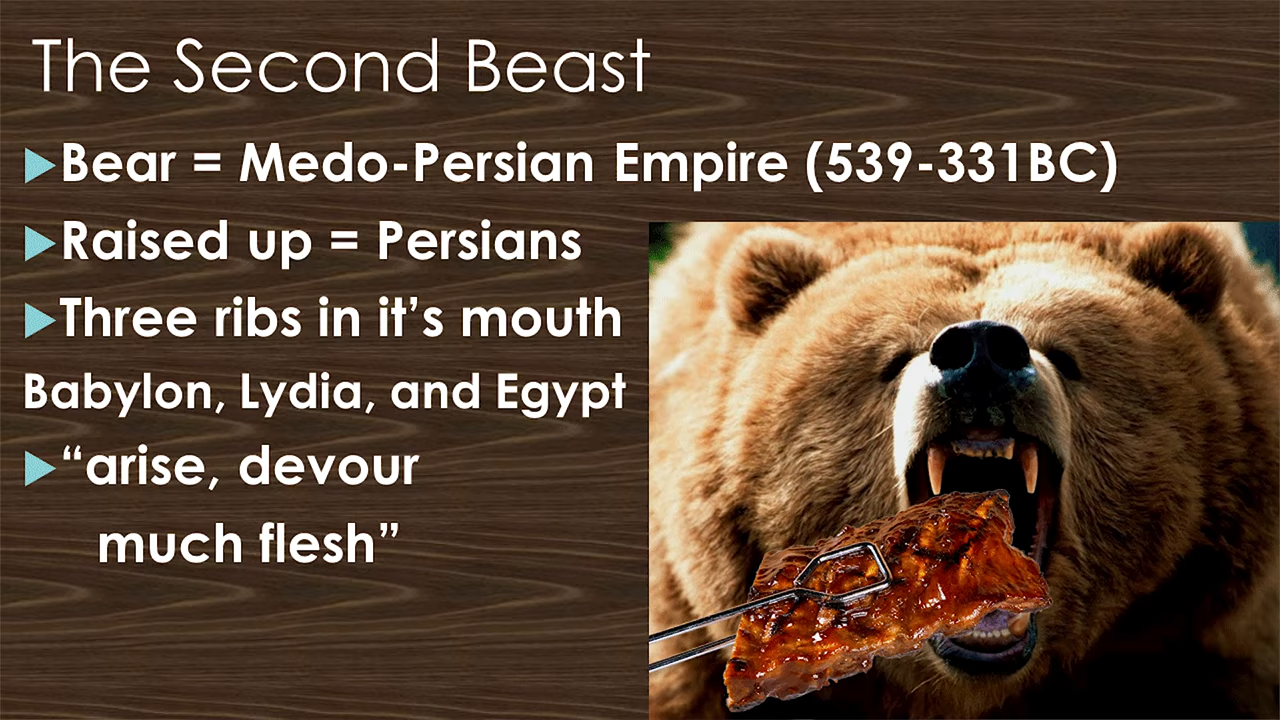 The Second Beast
Bear = Medo-Persian Empire (539-331BC)
Raised up = Persians
Three ribs in it’s mouth
Babylon, Lydia, and Egypt
“arise, devour
much flesh”